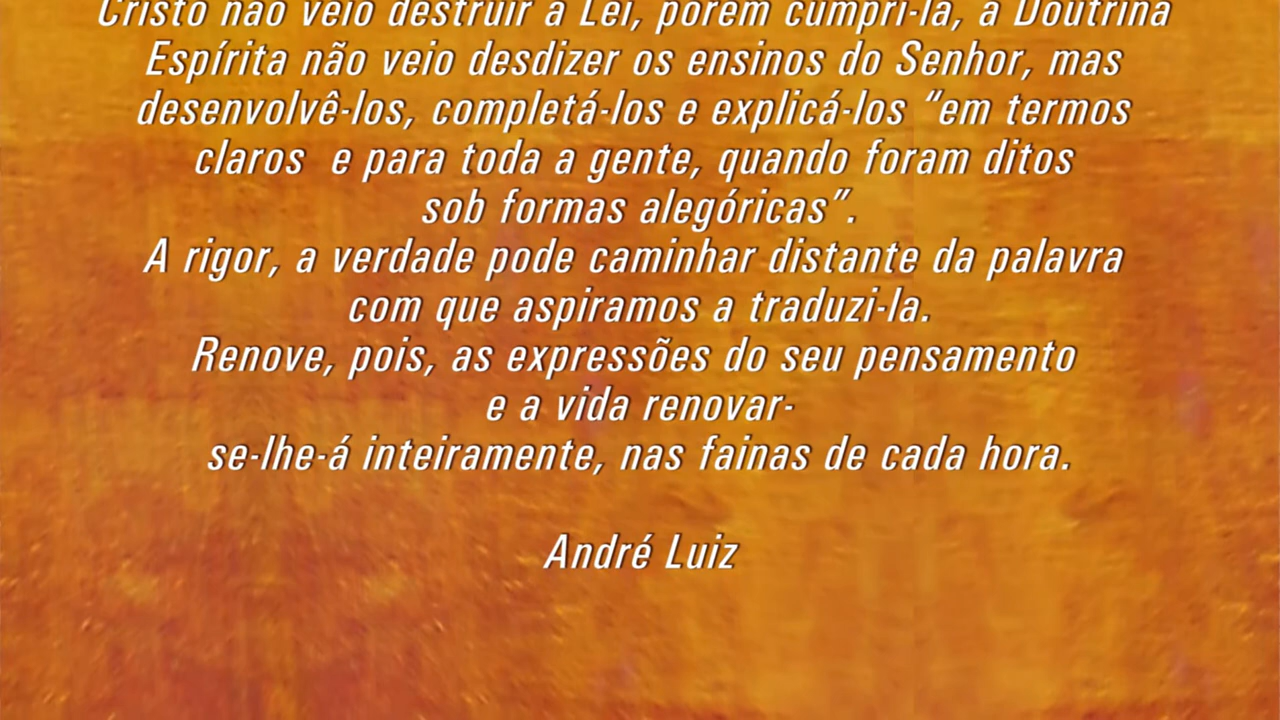 Cristo não veio destruir a Lei, porém cumpri-la, a Doutrina
Espírita não veio desdizer os ensinos do Senhor, mas
desenvolvê-los, completá-los e explicá-los “em termos
claros  e para toda a gente, quando foram ditos
sob formas alegóricas”.
A rigor, a verdade pode caminhar distante da palavra
com que aspiramos a traduzi-la.
Renove, pois, as expressões do seu pensamento
e a vida renovar-
se-lhe-á inteiramente, nas fainas de cada hora.
André Luiz